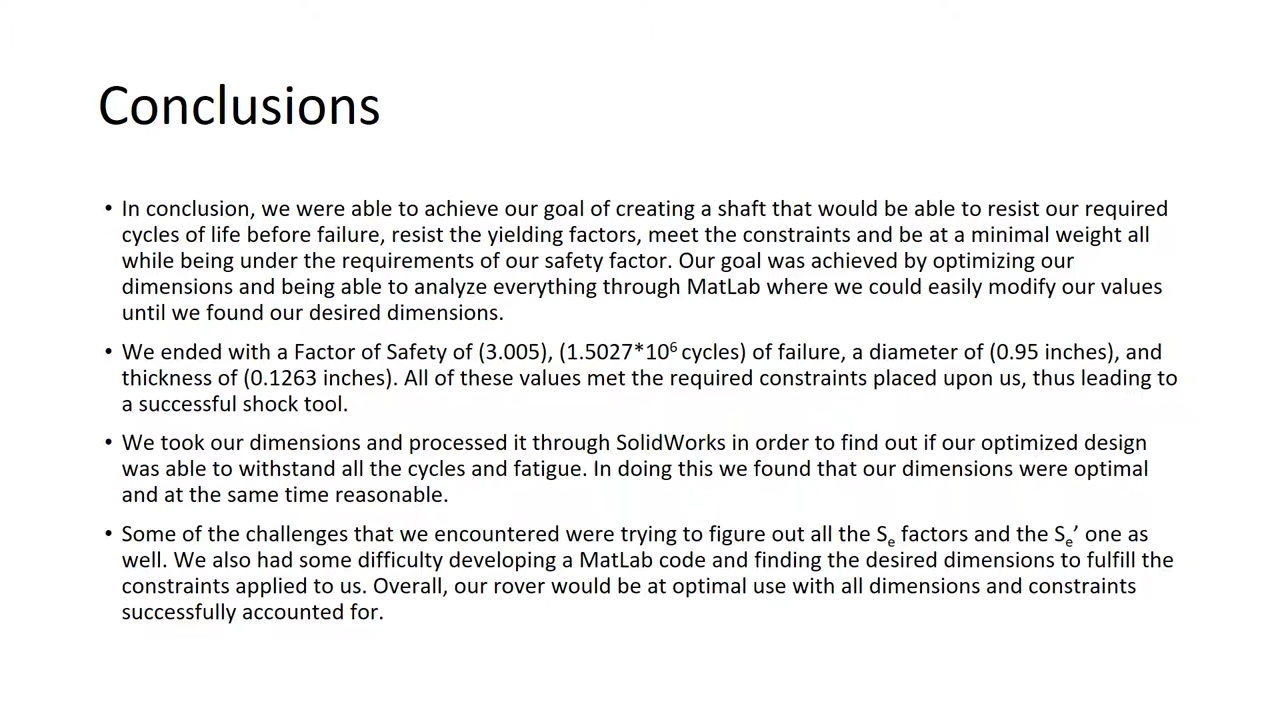 Conclusions
• In conclusion, we were able to achieve our goal of creating a shaft that would be able to resist our required
cycles of life before failure, resist the yielding factors, meet the constraints and be at a minimal weight all
while being under the requirements of our safety factor. Our goal was achieved by optimizing our
dimensions and being able to analyze everything through MatLab where we could easily modify our values
until we found our desired dimensions.
• We ended with a Factor of Safety of (3.005), (1.5027*10⁶ cycles) of failure, a diameter of (0.95 inches), and
thickness of (0.1263 inches). All of these values met the required constraints placed upon us, thus leading to
a successful shock tool.
• We took our dimensions and processed it through SolidWorks in order to find out if our optimized design
was able to withstand all the cycles and fatigue. In doing this we found that our dimensions were optimal
and at the same time reasonable.
• Some of the challenges that we encountered were trying to figure out all the Sₑ factors and the Sₑ’ one as
well. We also had some difficulty developing a MatLab code and finding the desired dimensions to fulfill the
constraints applied to us. Overall, our rover would be at optimal use with all dimensions and constraints
successfully accounted for.